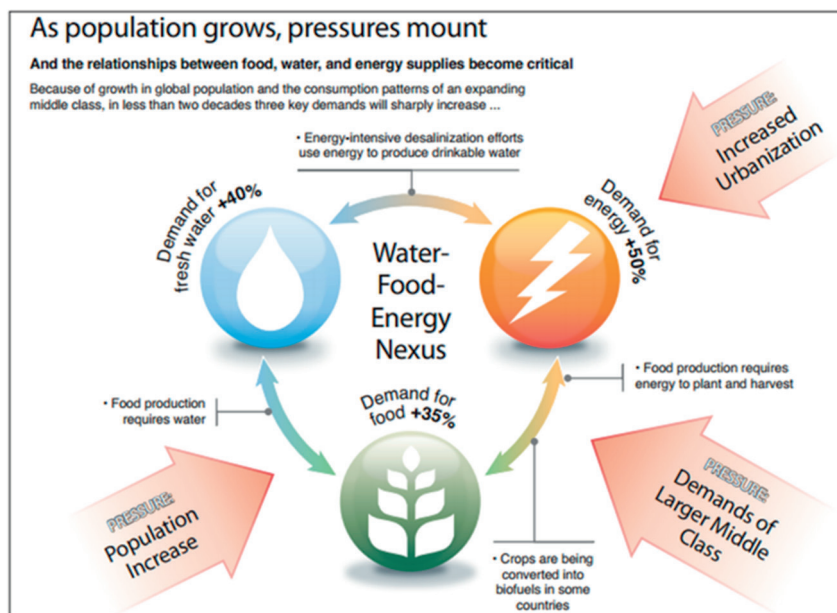 As population grows, pressures mount
And the relationships between food, water, and energy supplies become critical
Because of growth in global population and the consumption patterns of an expanding
middle class, in less than two decades three key demands will sharply increase ...
• Energy-intensive desalinization efforts
use energy to produce drinkable water
PRESSURE:
Increased
Urbanization
Demand for
fresh water +40%
Demand for
energy +50%
Water-
Food-
Energy
Nexus
• Food production requires
energy to plant and harvest
• Food production
requires water
Demand for
food +35%
PRESSURE:
Population
Increase
PRESSURE:
Demands of
Larger Middle
Class
• Crops are being
converted into
biofuels in some
countries